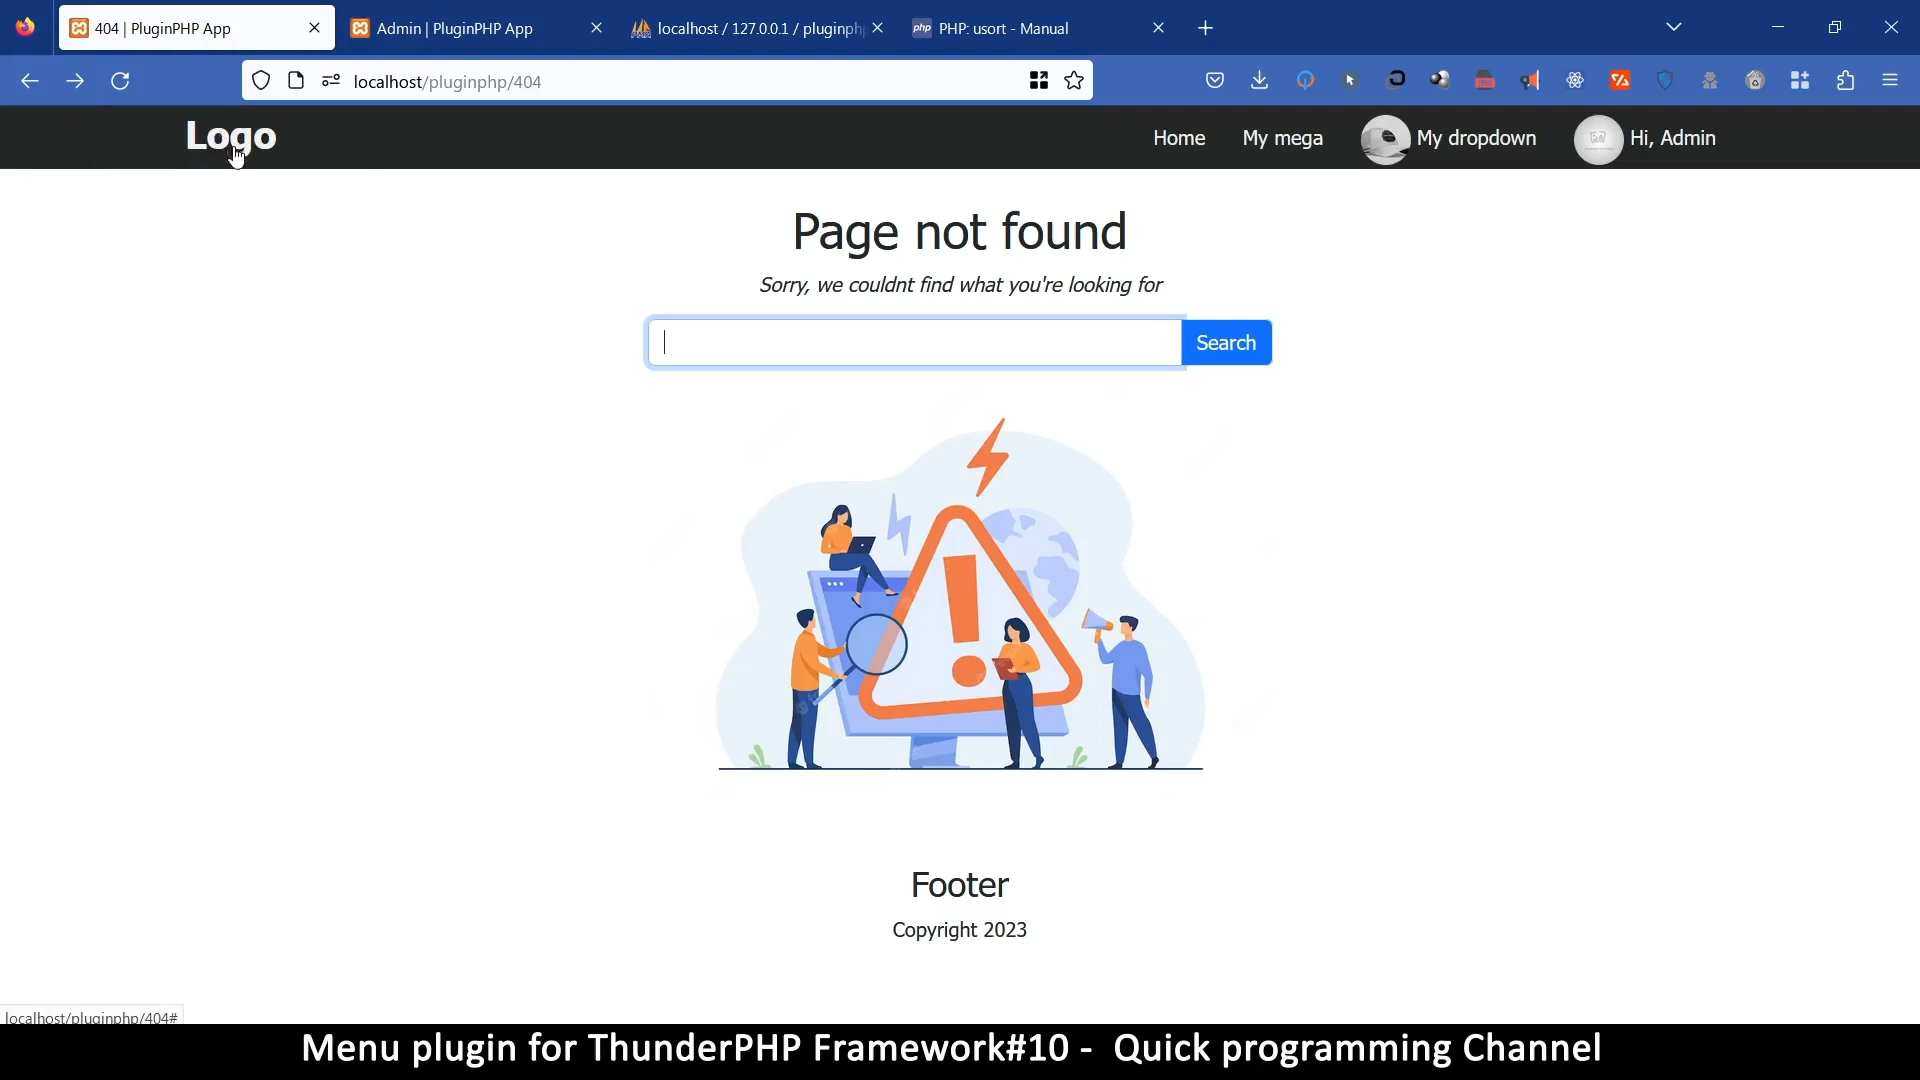 404 | PluginPHP App
Admin | PluginPHP App
localhost / 127.0.0.1 / pluginph
php PHP: usort - Manual
localhost/pluginphp/404
Logo
Home
My mega
My dropdown
Hi, Admin
Page not found
Sorry, we couldnt find what you're looking for
Search
Footer
Copyright 2023
localhost/pluginphp/404#
Menu plugin for ThunderPHP Framework#10 - Quick programming Channel